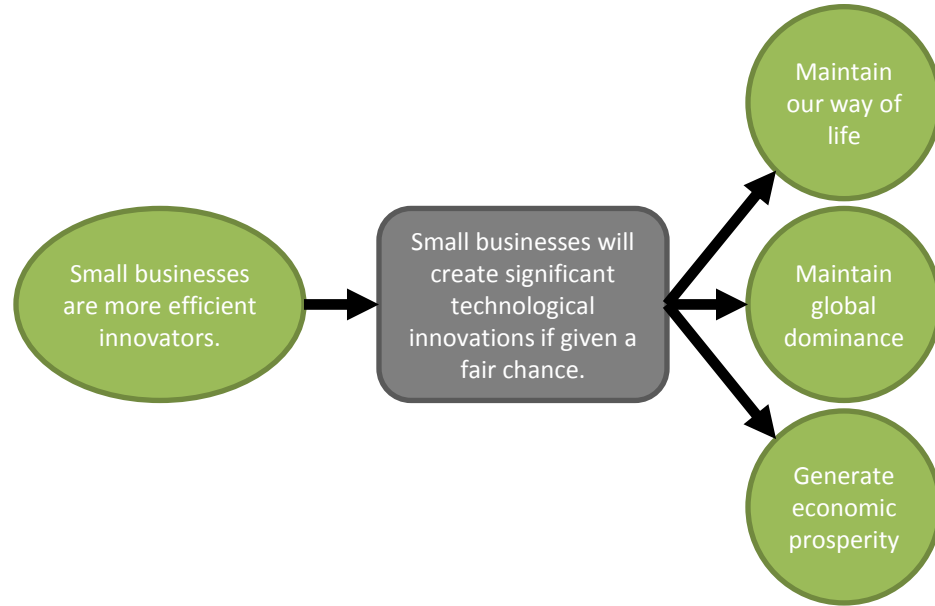 Small businesses
are more efficient
innovators.
Small businesses will
create significant
technological
innovations if given a
fair chance.
Maintain
our way of
life
Maintain
global
dominance
Generate
economic
prosperity